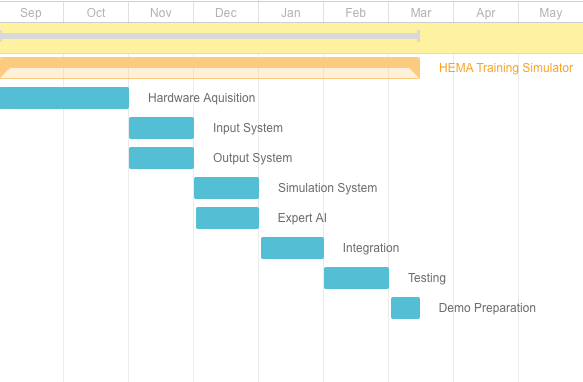 Sep Oct Nov Dec Jan Feb Mar Apr May
HEMA Training Simulator
Hardware Aquisition
Input System
Output System
Simulation System
Expert AI
Integration
Testing
Demo Preparation